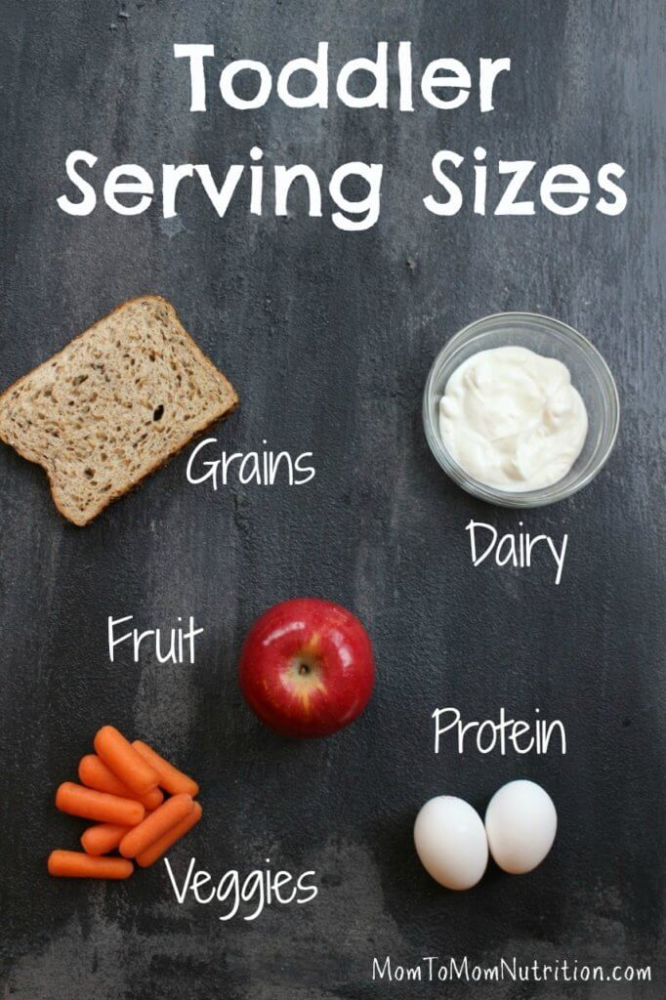 Toddler
Serving Sizes
Grains
Dairy
Fruit
Protein
Veggies
MomToMomNutrition.com